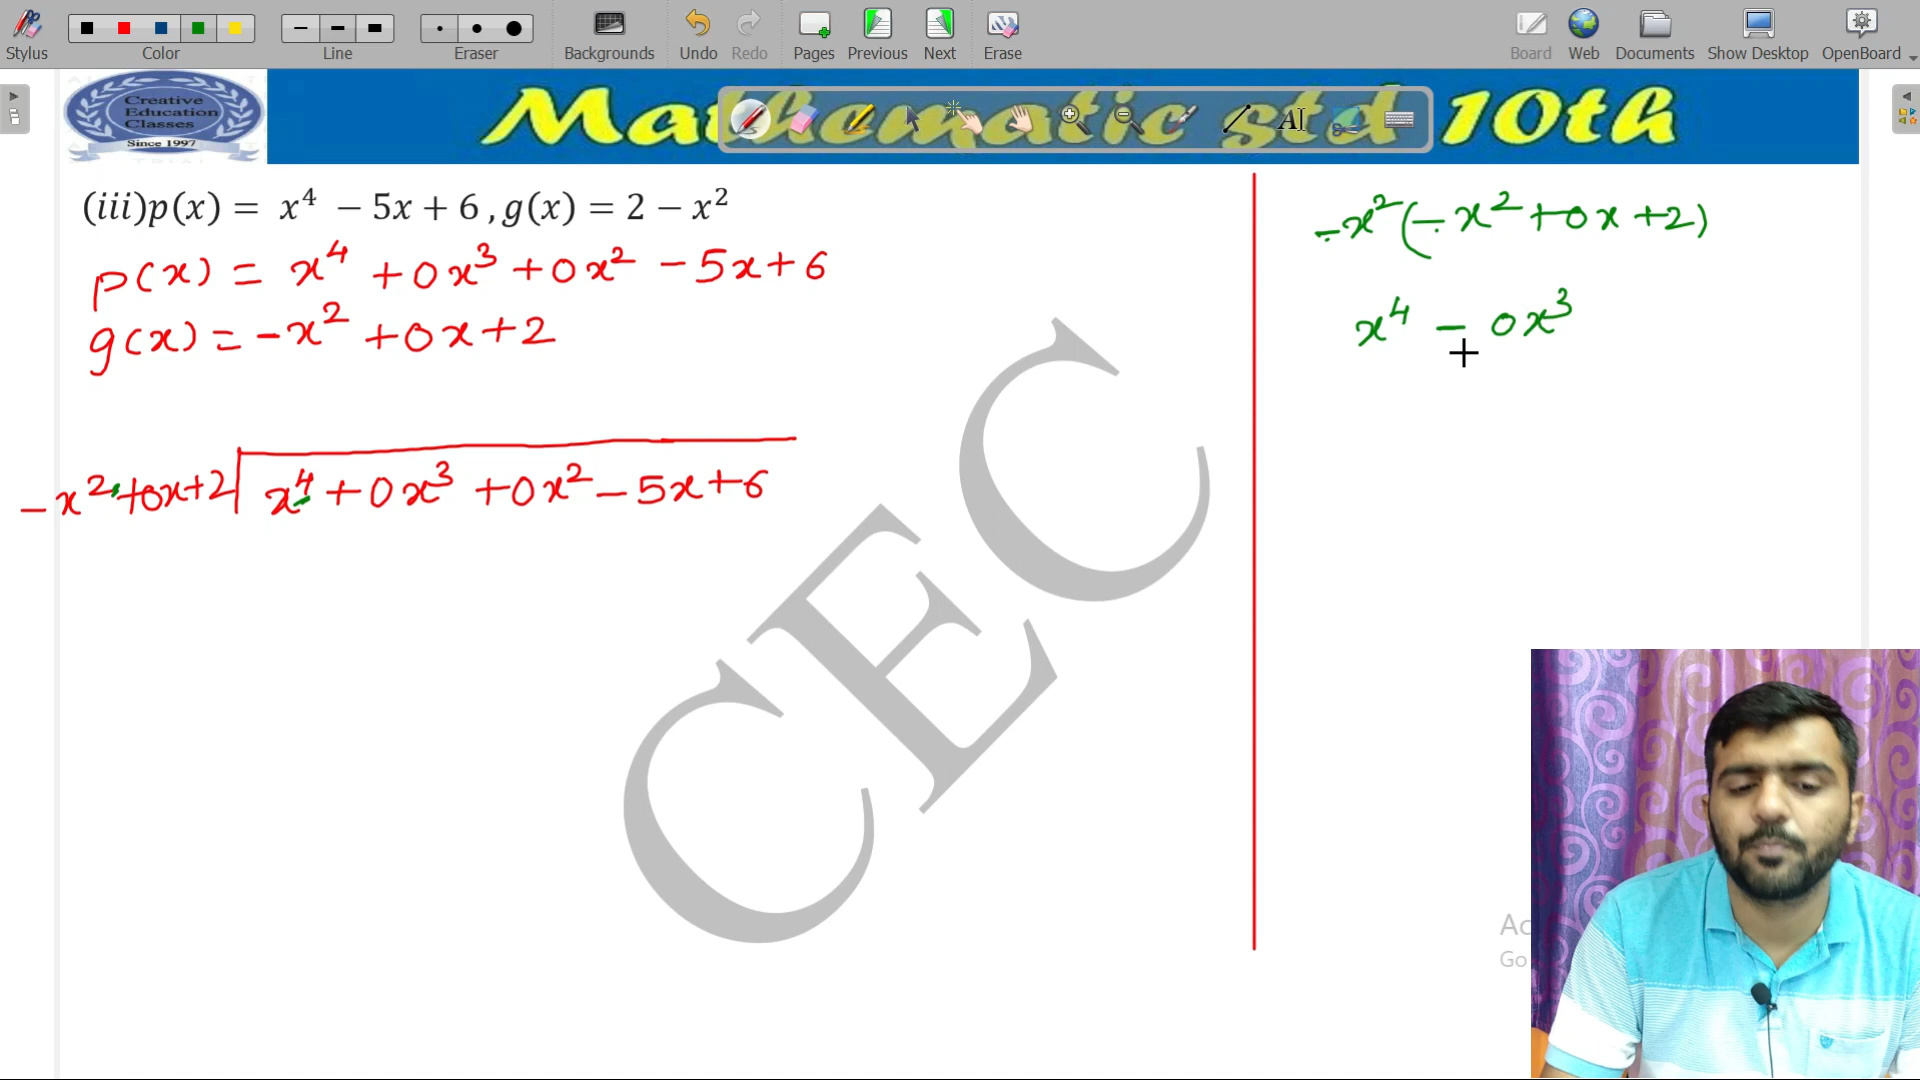 Stylus Color Line Eraser Backgrounds Undo Redo Pages Previous Next Erase Board Web Documents Show Desktop OpenBoard
Creative
Education
Classes
Since 1997
Mathematic std 10th
(iii)p(x) = x⁴ − 5x + 6 , g(x) = 2 − x²
p(x) = x⁴ + 0x³ + 0x² − 5x + 6
g(x) = −x² + 0x + 2
−x² + 0x + 2 x⁴ + 0x³ + 0x² − 5x + 6
−x² (−x² + 0x + 2)
x⁴ − 0x³
CEC
Go